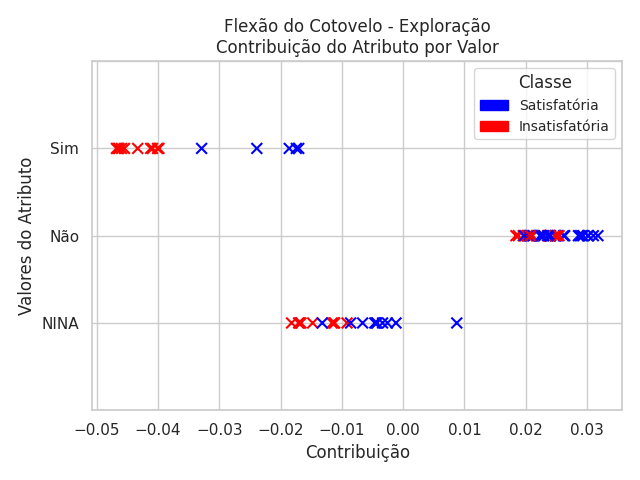 Flexão do Cotovelo - Exploração
Contribuição do Atributo por Valor
Classe
Satisfatória
Insatisfatória
Valores do Atributo
Sim
Não
NINA
−0.05 −0.04 −0.03 −0.02 −0.01 0.00 0.01 0.02 0.03
Contribuição